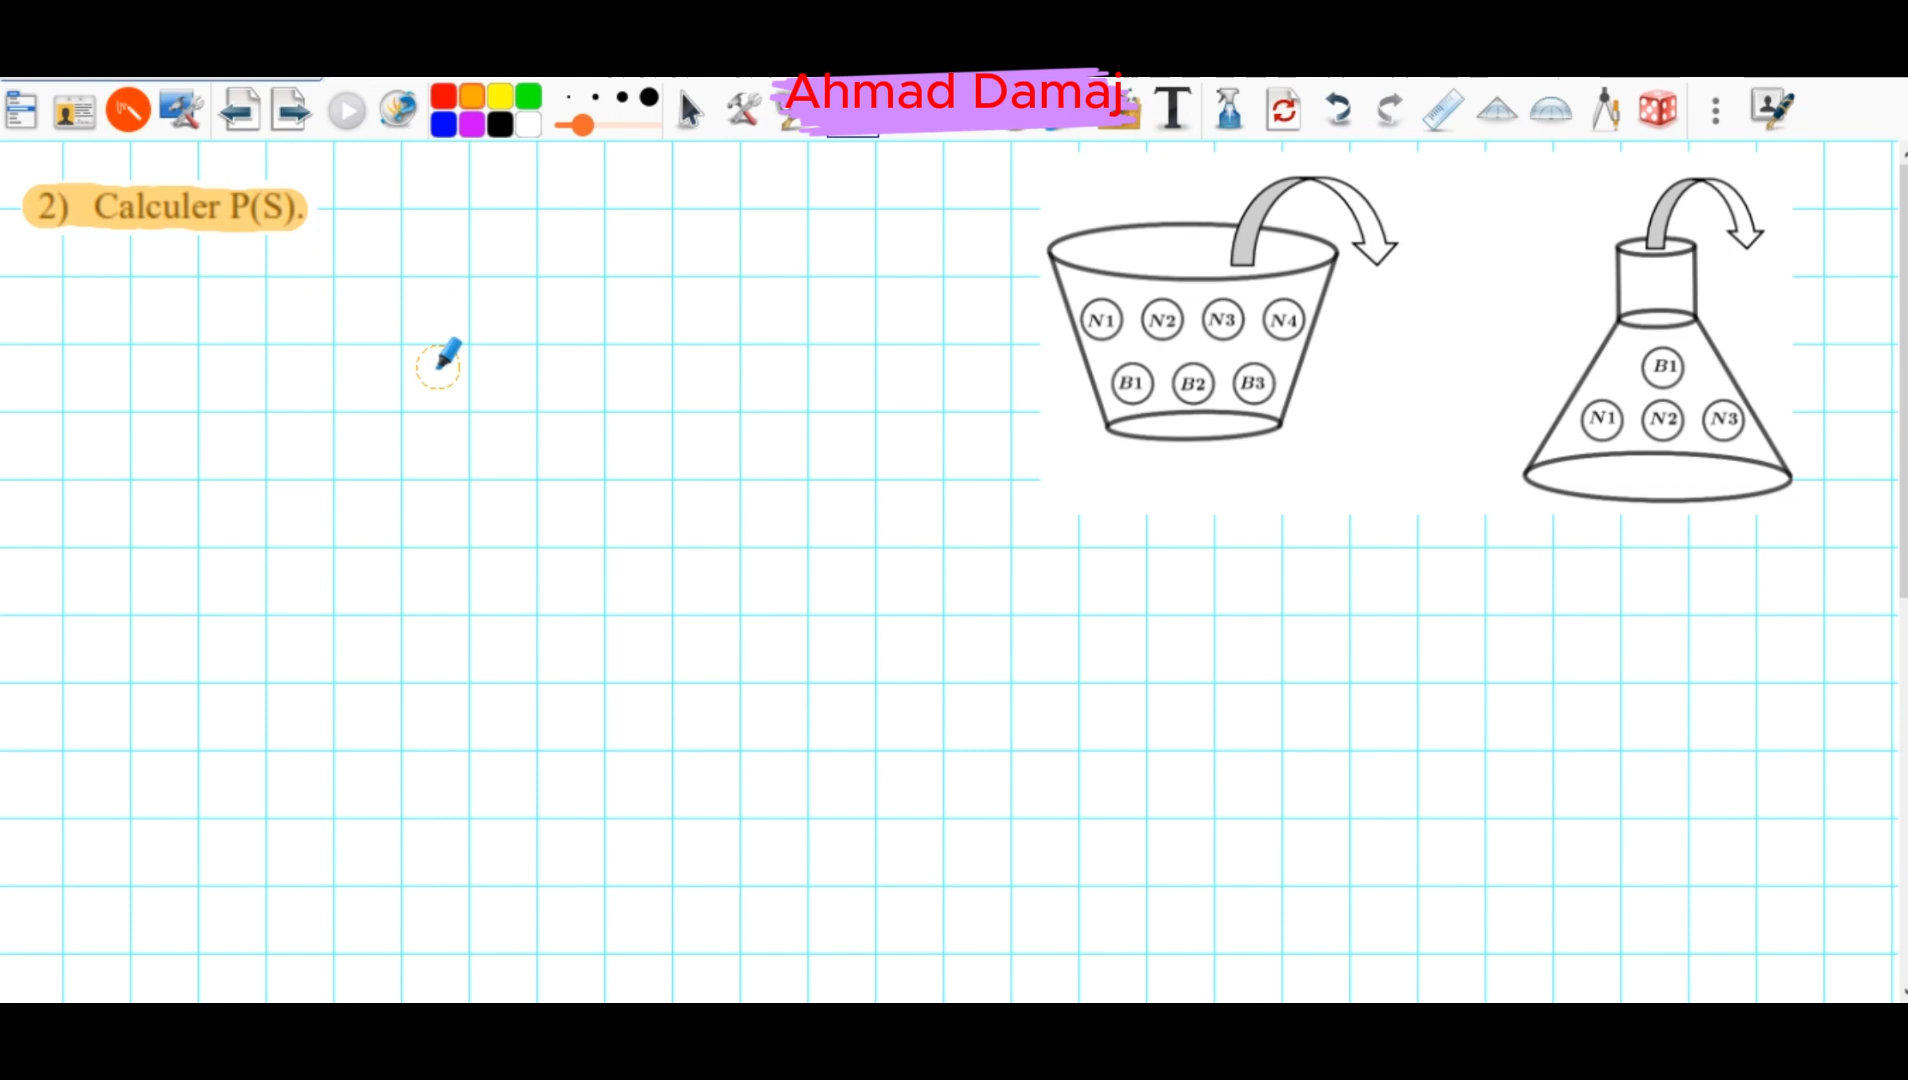 Ahmad Damaj
T
2) Calculer P(S).
N1 N2 N3 N4
B1 B2 B3
B1
N1 N2 N3